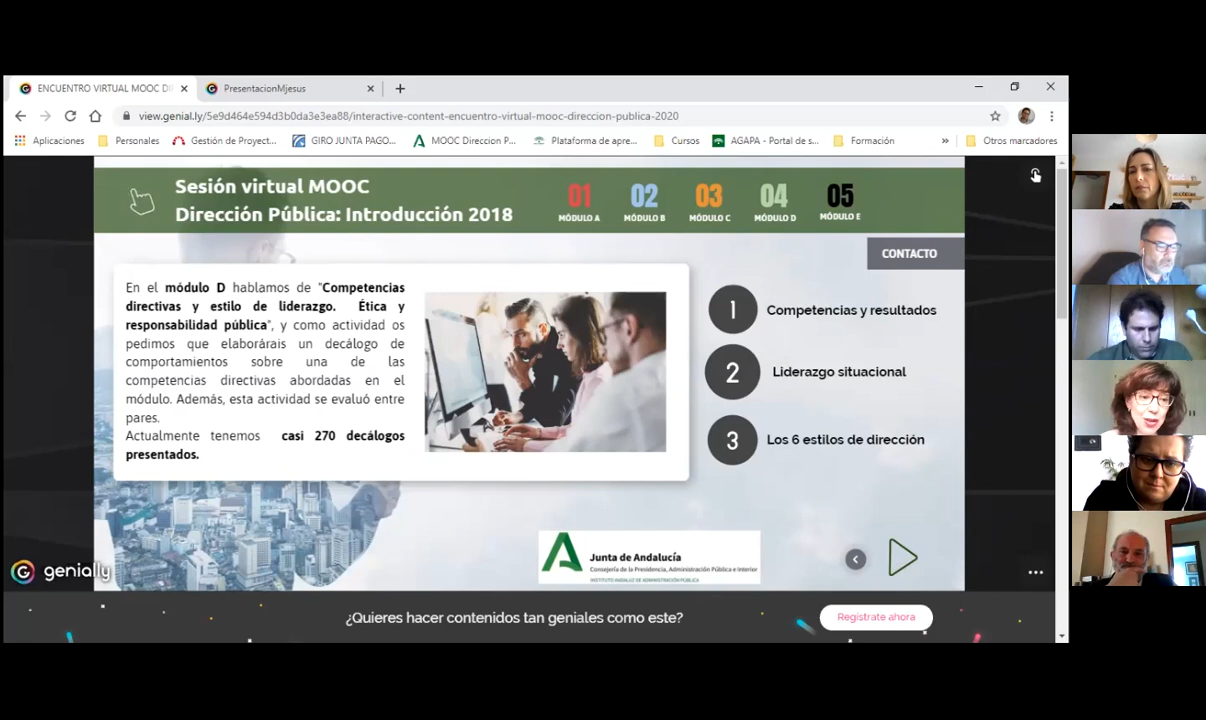 ENCUENTRO VIRTUAL MOOC DI
PresentacionMjesus
view.genial.ly/5e9d464e594d3b0da3e3ea88/interactive-content-encuentro-virtual-mooc-direccion-publica-2020
Aplicaciones
Personales
Gestión de Proyect...
GIRO JUNTA PAGO...
MOOC Direccion P...
Plataforma de apre...
Cursos
AGAPA - Portal de s...
Formación
»
Otros marcadores
Sesión virtual MOOC
Dirección Pública: Introducción 2018
01 02 03 04 05
MÓDULO A MÓDULO B MÓDULO C MÓDULO D MÓDULO E
CONTACTO
En el módulo D hablamos de "Competencias
directivas y estilo de liderazgo. Ética y
responsabilidad pública", y como actividad os
pedimos que elaborárais un decálogo de
comportamientos sobre una de las
competencias directivas abordadas en el
módulo. Además, esta actividad se evaluó entre
pares.
Actualmente tenemos casi 270 decálogos
presentados.
1 Competencias y resultados
2 Liderazgo situacional
3 Los 6 estilos de dirección
Junta de Andalucía
Consejería de la Presidencia, Administración Pública e Interior
INSTITUTO ANDALUZ DE ADMINISTRACIÓN PÚBLICA
genially
¿Quieres hacer contenidos tan geniales como este?
Regístrate ahora